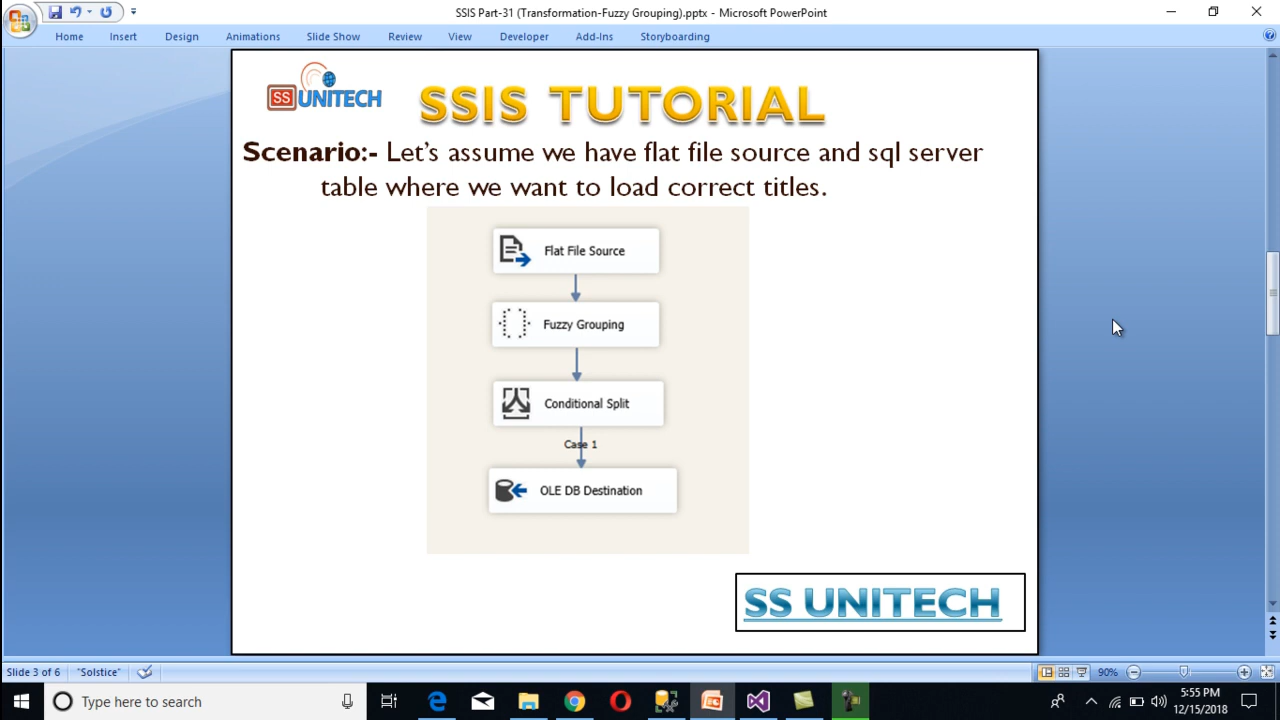 SSIS Part-31 (Transformation-Fuzzy Grouping).pptx - Microsoft PowerPoint
Home Insert Design Animations Slide Show Review View Developer Add-Ins Storyboarding
SS UNITECH
SSIS TUTORIAL
Scenario:- Let's assume we have flat file source and sql server
table where we want to load correct titles.
Flat File Source
Fuzzy Grouping
Conditional Split
Case 1
OLE DB Destination
SS UNITECH
Slide 3 of 6 "Solstice" 90%
Type here to search
5:55 PM
12/15/2018